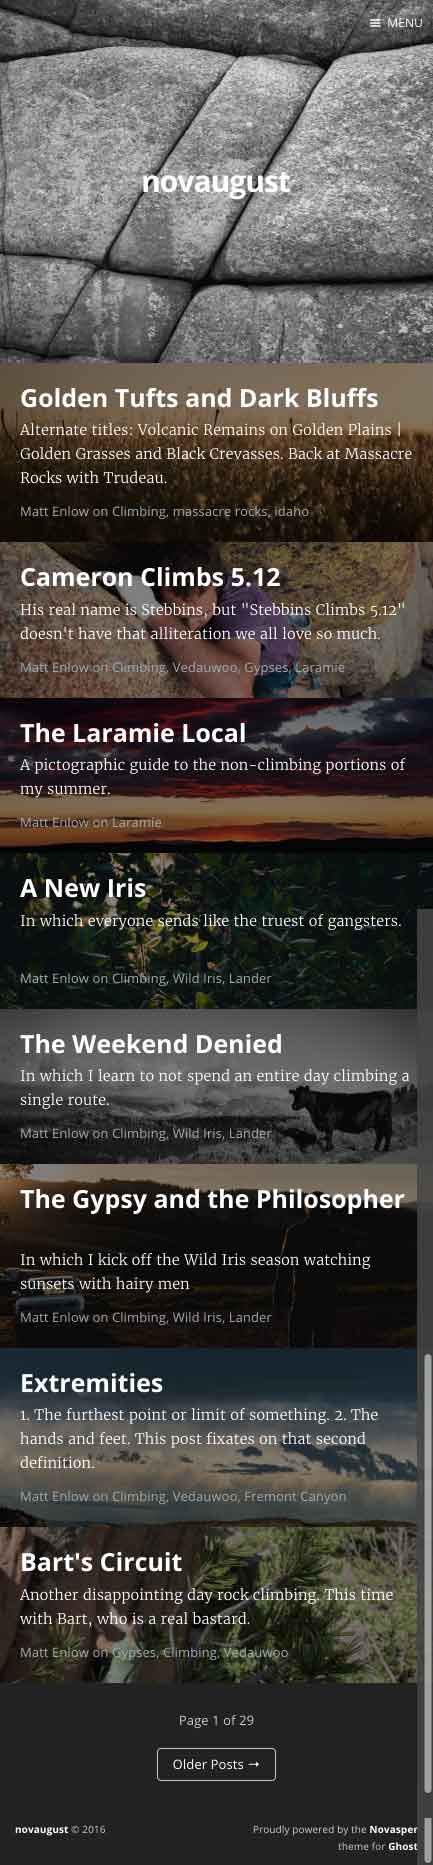 MENU
novaugust
Golden Tufts and Dark Bluffs
Alternate titles: Volcanic Remains on Golden Plains |
Golden Grasses and Black Crevasses. Back at Massacre
Rocks with Trudeau.
Matt Enlow on Climbing, massacre rocks, idaho
Cameron Climbs 5.12
His real name is Stebbins, but "Stebbins Climbs 5.12"
doesn't have that alliteration we all love so much.
Matt Enlow on Climbing, Vedauwoo, Gypses, Laramie
The Laramie Local
A pictographic guide to the non-climbing portions of
my summer.
Matt Enlow on Laramie
A New Iris
In which everyone sends like the truest of gangsters.
Matt Enlow on Climbing, Wild Iris, Lander
The Weekend Denied
In which I learn to not spend an entire day climbing a
single route.
Matt Enlow on Climbing, Wild Iris, Lander
The Gypsy and the Philosopher
In which I kick off the Wild Iris season watching
sunsets with hairy men
Matt Enlow on Climbing, Wild Iris, Lander
Extremities
1. The furthest point or limit of something. 2. The
hands and feet. This post fixates on that second
definition.
Matt Enlow on Climbing, Vedauwoo, Fremont Canyon
Bart's Circuit
Another disappointing day rock climbing. This time
with Bart, who is a real bastard.
Matt Enlow on Gypses, Climbing, Vedauwoo
Page 1 of 29
Older Posts →
novaugust © 2016
Proudly powered by the Novasper
theme for Ghost